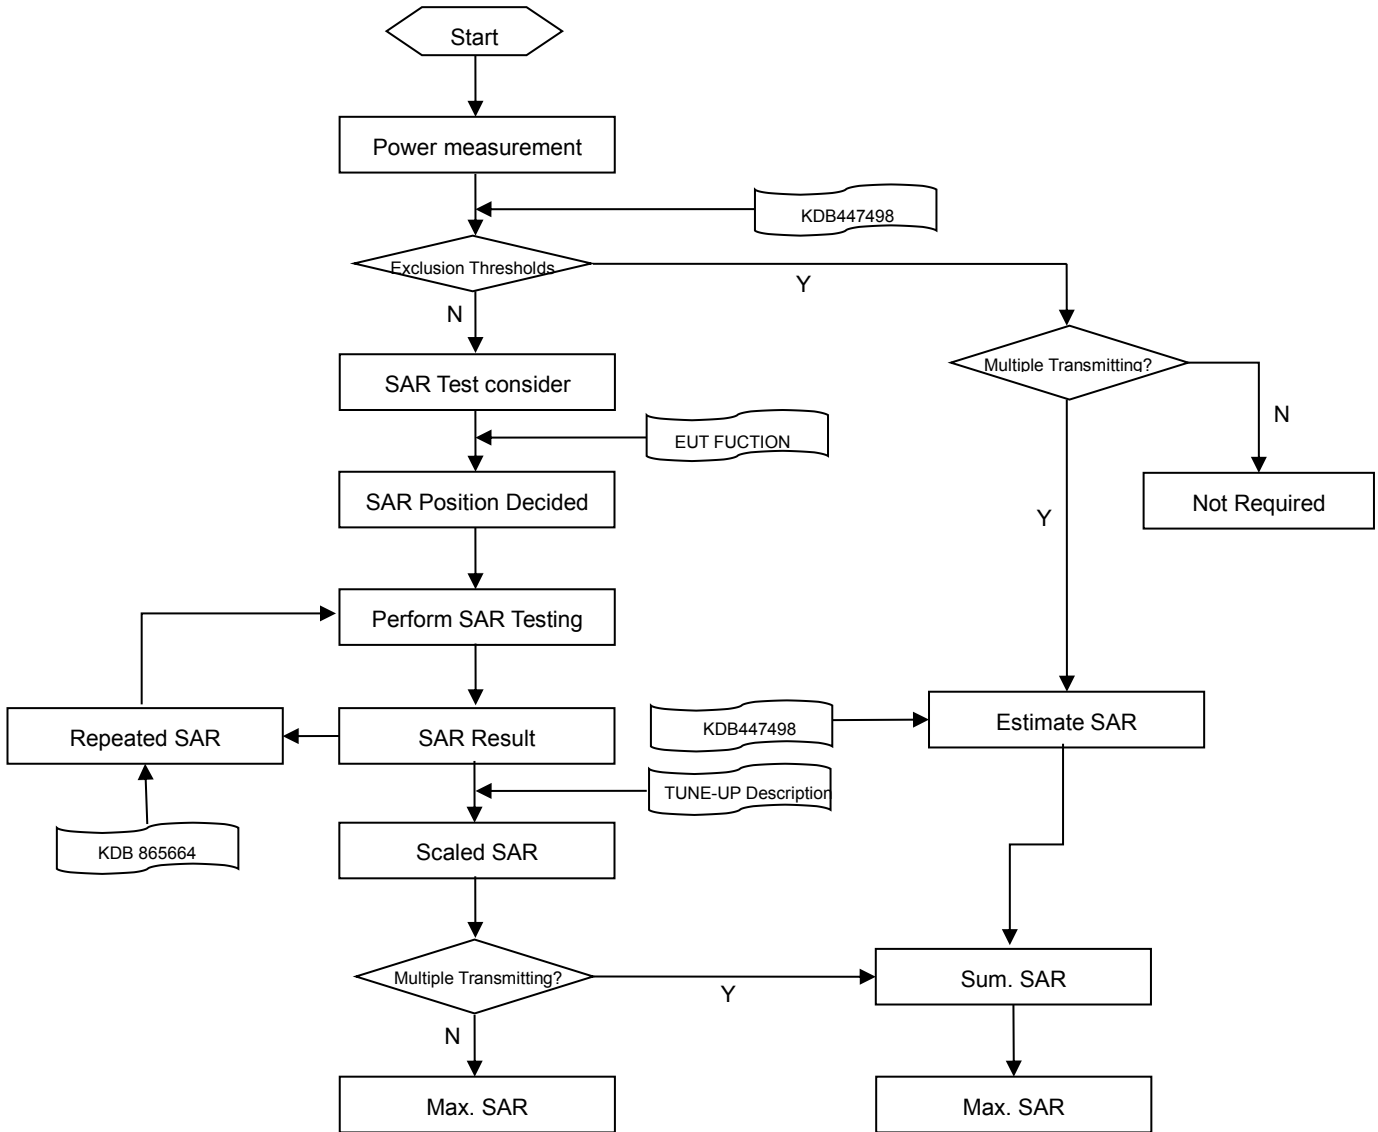 Start
Power measurement
KDB447498
Exclusion Thresholds
Y
N
Multiple Transmitting?
SAR Test consider
N
EUT FUCTION
SAR Position Decided
Not Required
Y
Perform SAR Testing
Repeated SAR
SAR Result
KDB447498
Estimate SAR
TUNE-UP Description
KDB 865664
Scaled SAR
Multiple Transmitting?
Y
Sum. SAR
N
Max. SAR
Max. SAR